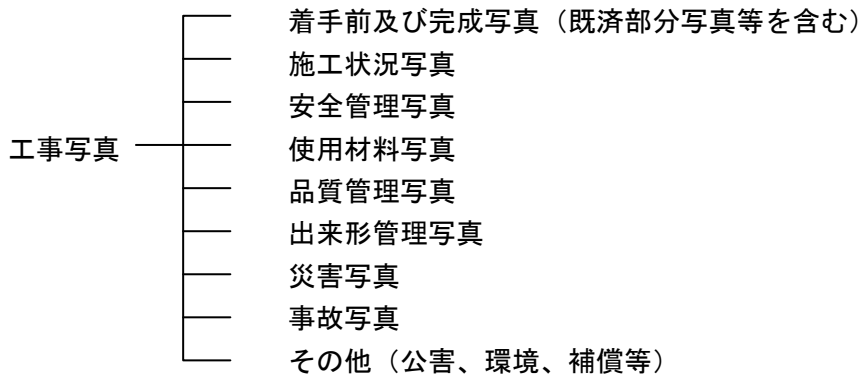 着手前及び完成写真（既済部分写真等を含む）
施工状況写真
安全管理写真
工事写真 使用材料写真
品質管理写真
出来形管理写真
災害写真
事故写真
その他（公害、環境、補償等）